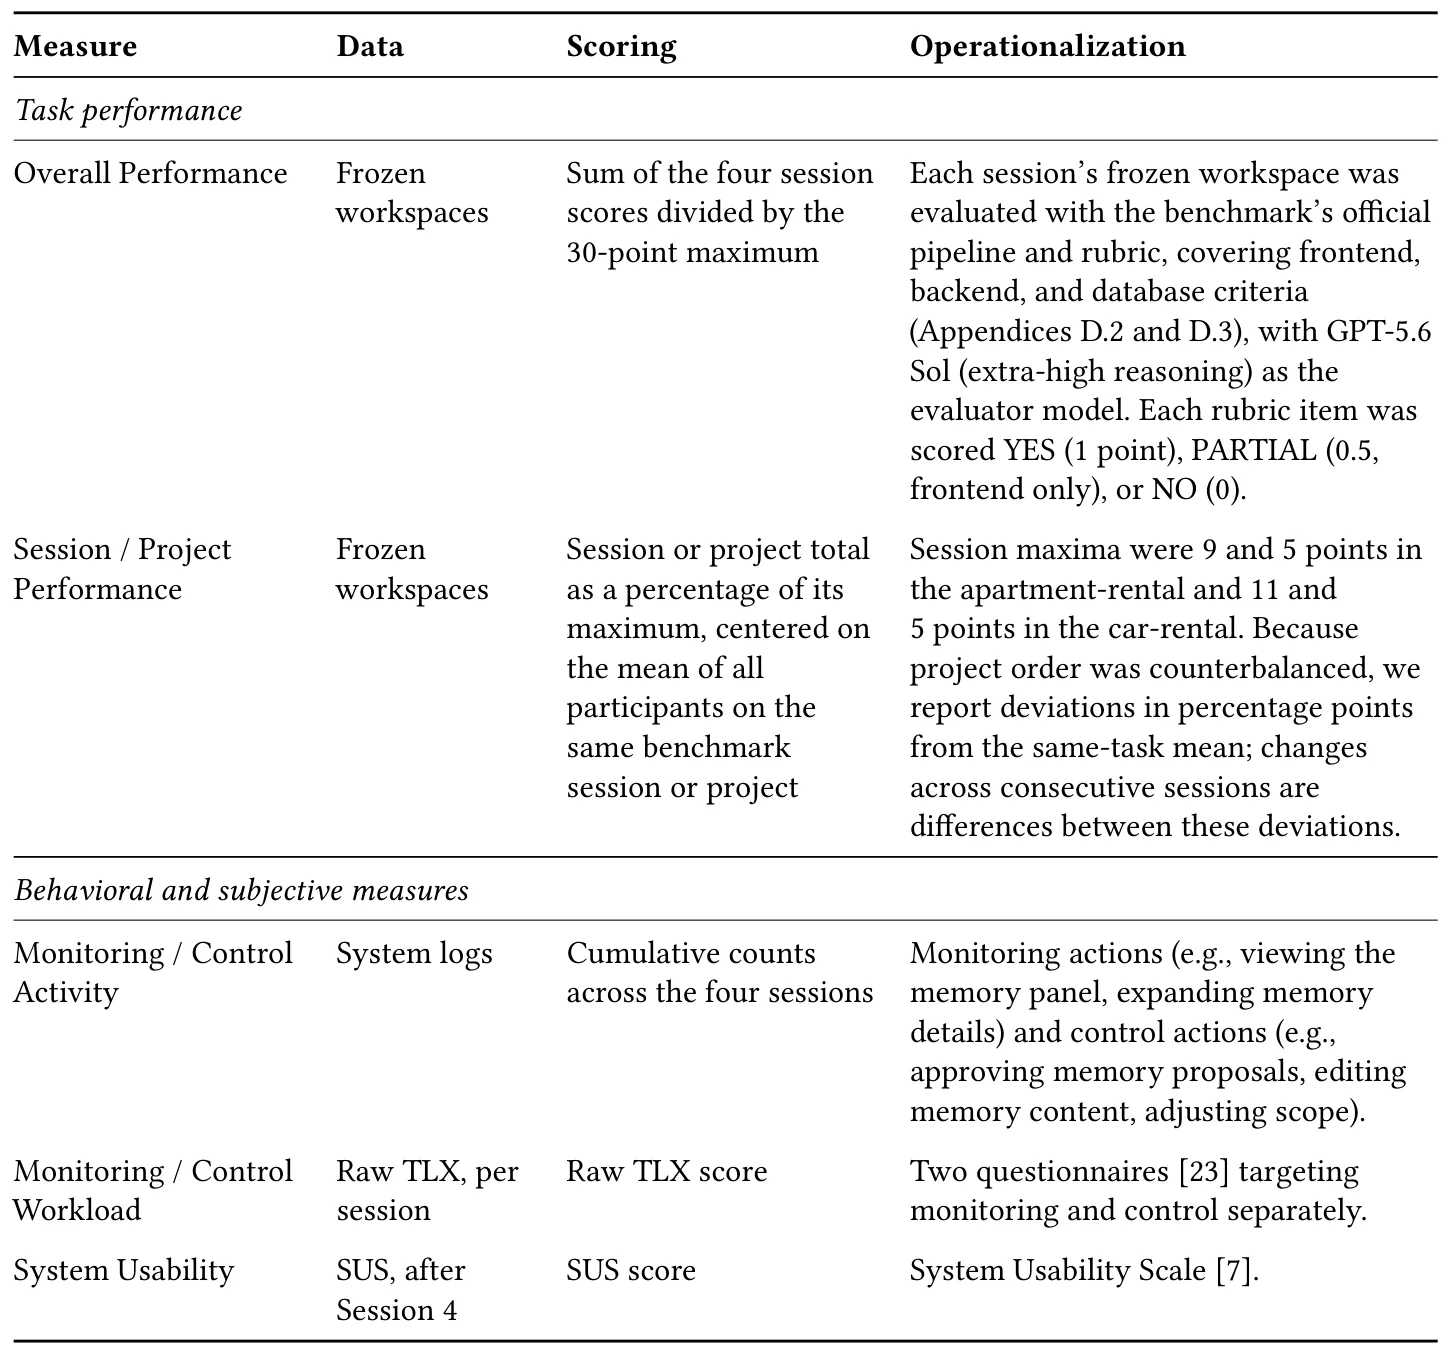 Measure Data Scoring Operationalization
Task performance
Overall Performance
Frozen
workspaces
Sum of the four session
scores divided by the
30-point maximum
Each session’s frozen workspace was
evaluated with the benchmark’s official
pipeline and rubric, covering frontend,
backend, and database criteria
(Appendices D.2 and D.3), with GPT-5.6
Sol (extra-high reasoning) as the
evaluator model. Each rubric item was
scored YES (1 point), PARTIAL (0.5,
frontend only), or NO (0).
Session / Project
Performance
Frozen
workspaces
Session or project total
as a percentage of its
maximum, centered on
the mean of all
participants on the
same benchmark
session or project
Session maxima were 9 and 5 points in
the apartment-rental and 11 and
5 points in the car-rental. Because
project order was counterbalanced, we
report deviations in percentage points
from the same-task mean; changes
across consecutive sessions are
differences between these deviations.
Behavioral and subjective measures
Monitoring / Control
Activity
System logs
Cumulative counts
across the four sessions
Monitoring actions (e.g., viewing the
memory panel, expanding memory
details) and control actions (e.g.,
approving memory proposals, editing
memory content, adjusting scope).
Monitoring / Control
Workload
Raw TLX, per
session
Raw TLX score
Two questionnaires [23] targeting
monitoring and control separately.
System Usability
SUS, after
Session 4
SUS score
System Usability Scale [7].